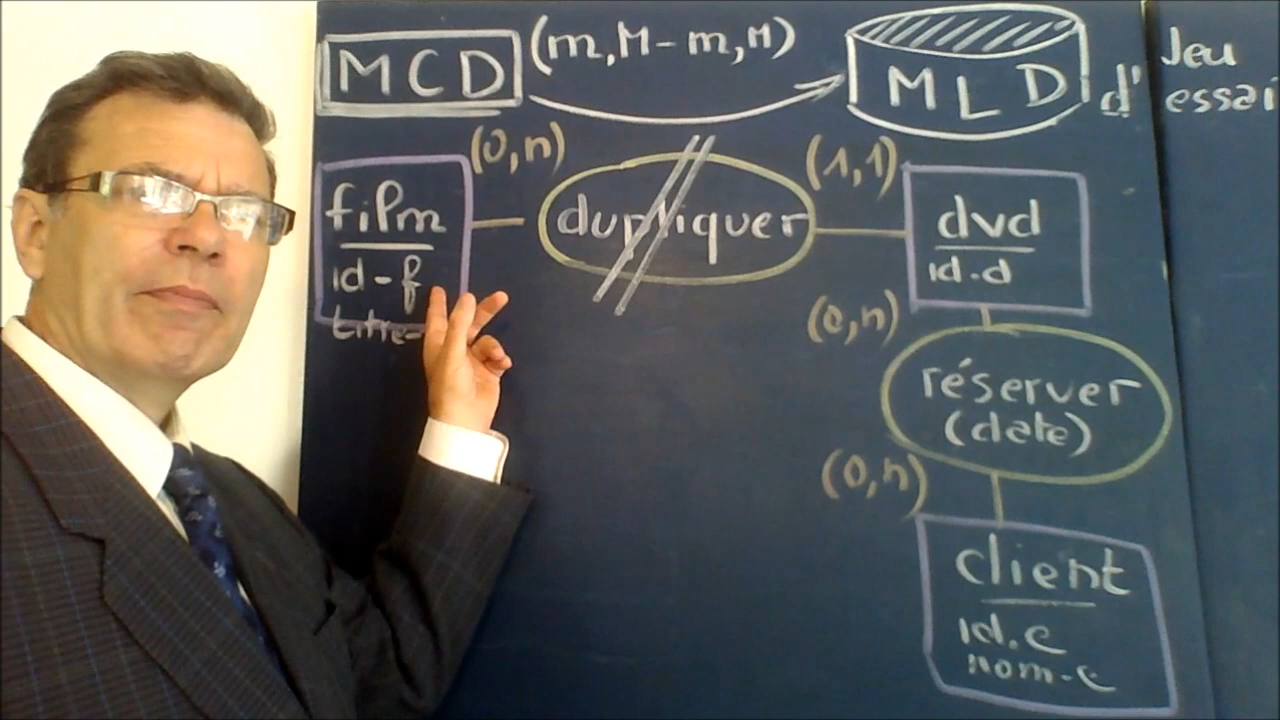 MCD (m,M-m,M) MLD
Jeu
d'essai
(0,n) (1,1)
film
id-f
titre-
dupliquer
dvd
id.d
(0,n)
réserver
(date)
(0,n)
client
id.c
nom-c